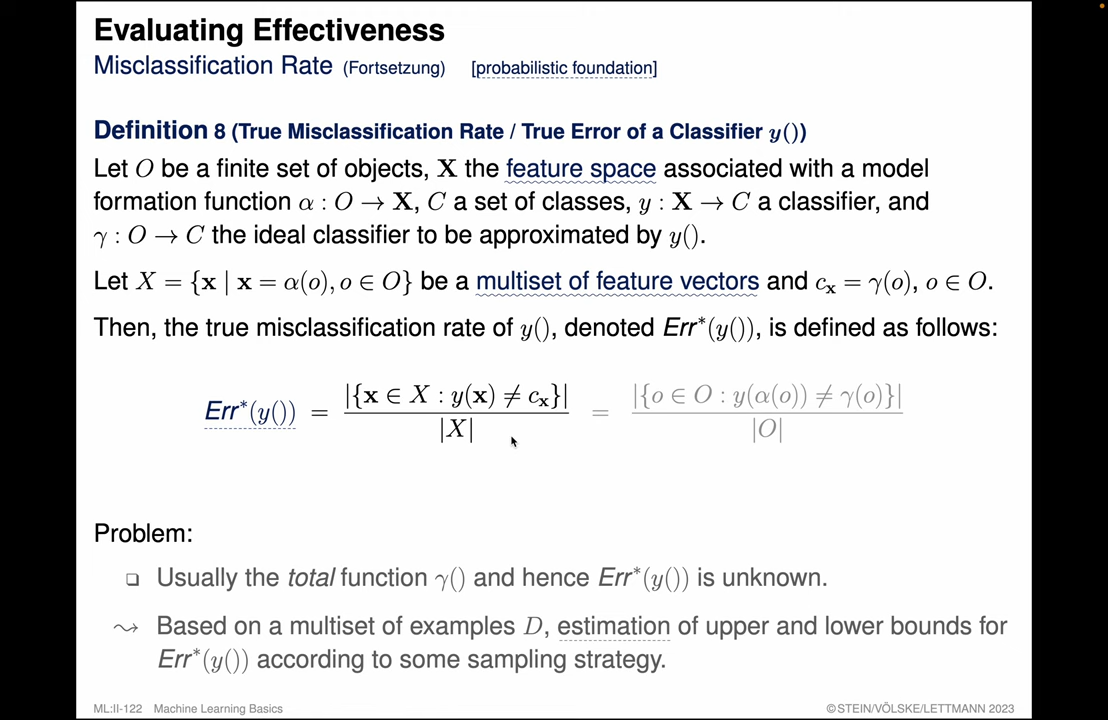 Evaluating Effectiveness
Misclassification Rate (Fortsetzung) [probabilistic foundation]
Definition 8 (True Misclassification Rate / True Error of a Classifier y())
Let O be a finite set of objects, X the feature space associated with a model
formation function α : O → X, C a set of classes, y : X → C a classifier, and
γ : O → C the ideal classifier to be approximated by y().
Let X = {x | x = α(o), o ∈ O} be a multiset of feature vectors and cₓ = γ(o), o ∈ O.
Then, the true misclassification rate of y(), denoted Err*(y()), is defined as follows:
Err*(y()) = |{x ∈ X : y(x) ≠ cₓ}| / |X| = |{o ∈ O : y(α(o)) ≠ γ(o)}| / |O|
Problem:
❑ Usually the total function γ() and hence Err*(y()) is unknown.
⤳ Based on a multiset of examples D, estimation of upper and lower bounds for
Err*(y()) according to some sampling strategy.
ML:II-122 Machine Learning Basics ©STEIN/VÖLSKE/LETTMANN 2023